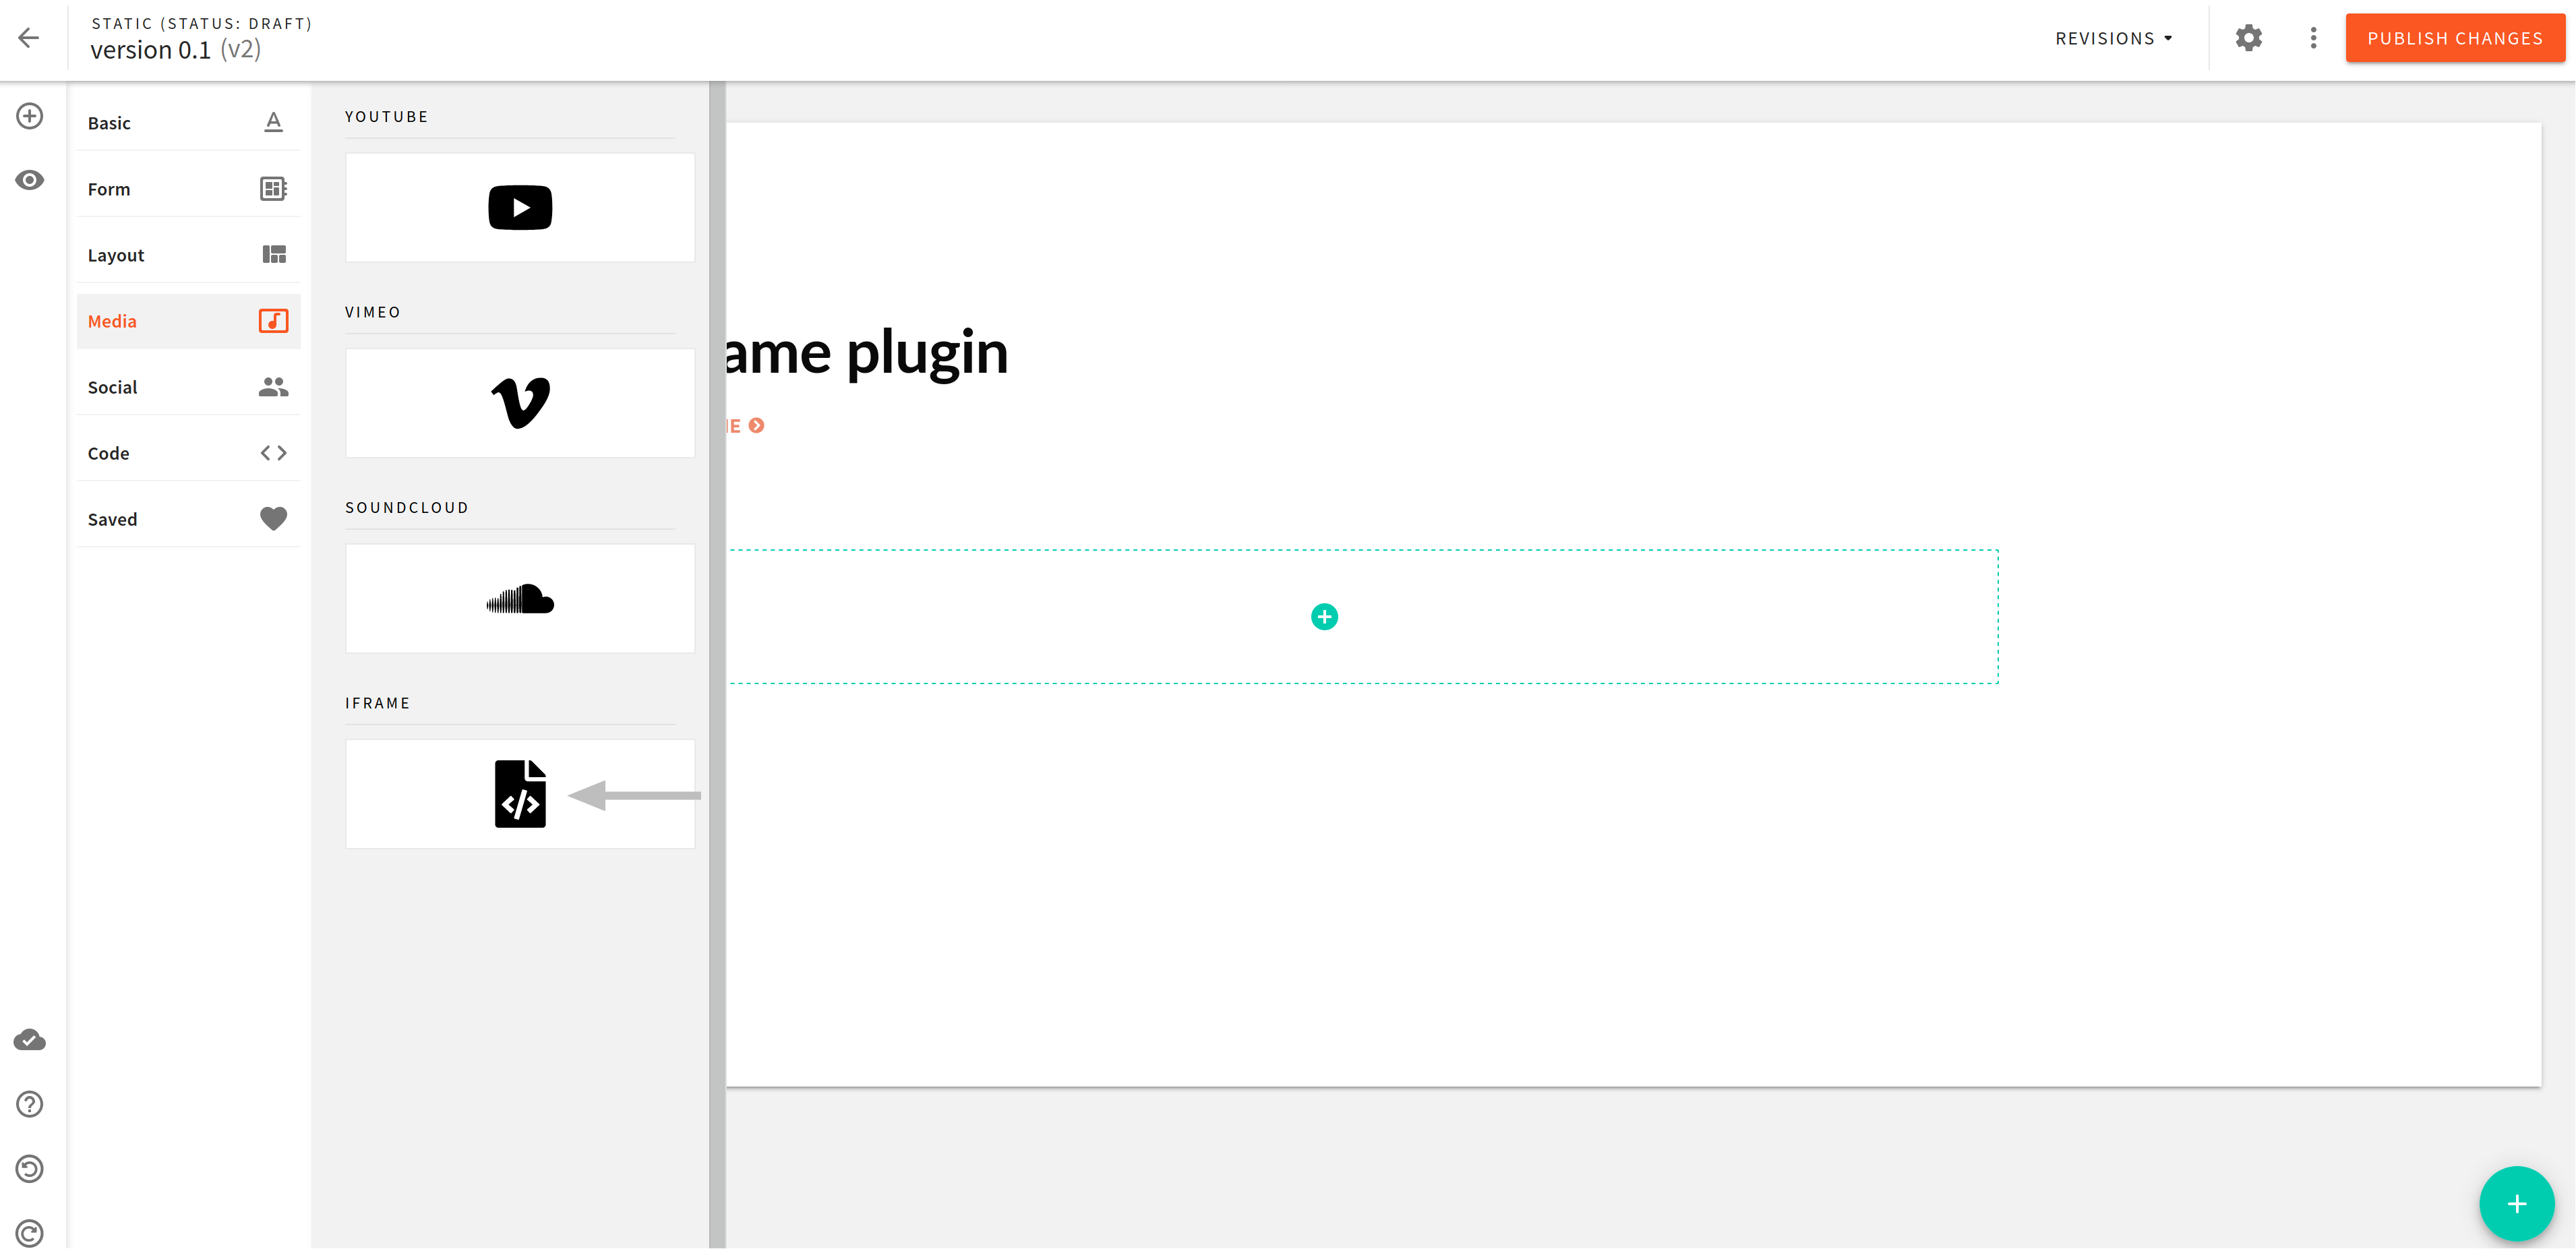 STATIC (STATUS: DRAFT)
version 0.1 (v2)
REVISIONS
PUBLISH CHANGES
Basic
Form
Layout
Media
Social
Code
Saved
YOUTUBE
VIMEO
SOUNDCLOUD
IFRAME
ame plugin
E